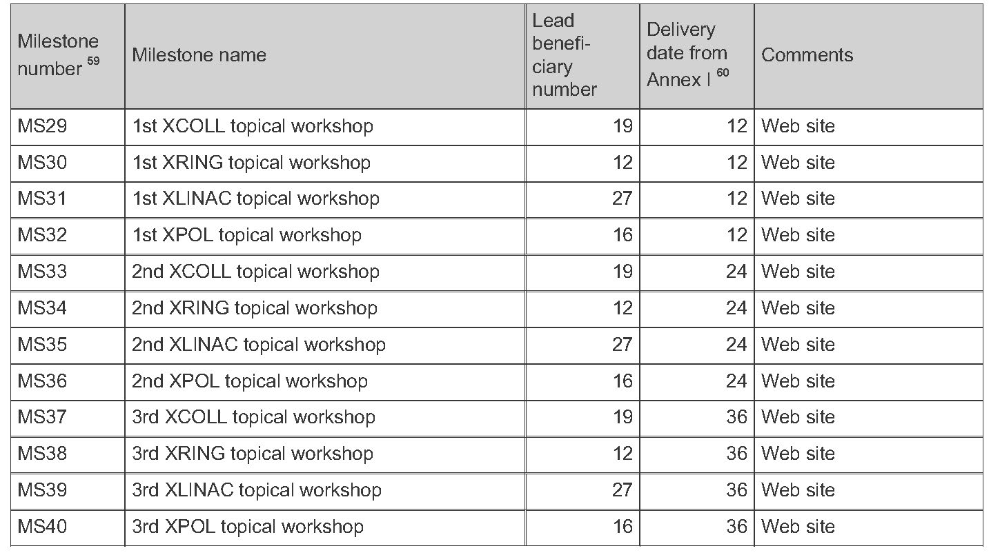 Milestone number 59 Milestone name Lead benefi-ciary number Delivery date from Annex I 60 Comments
MS29 1st XCOLL topical workshop 19 12 Web site
MS30 1st XRING topical workshop 12 12 Web site
MS31 1st XLINAC topical workshop 27 12 Web site
MS32 1st XPOL topical workshop 16 12 Web site
MS33 2nd XCOLL topical workshop 19 24 Web site
MS34 2nd XRING topical workshop 12 24 Web site
MS35 2nd XLINAC topical workshop 27 24 Web site
MS36 2nd XPOL topical workshop 16 24 Web site
MS37 3rd XCOLL topical workshop 19 36 Web site
MS38 3rd XRING topical workshop 12 36 Web site
MS39 3rd XLINAC topical workshop 27 36 Web site
MS40 3rd XPOL topical workshop 16 36 Web site